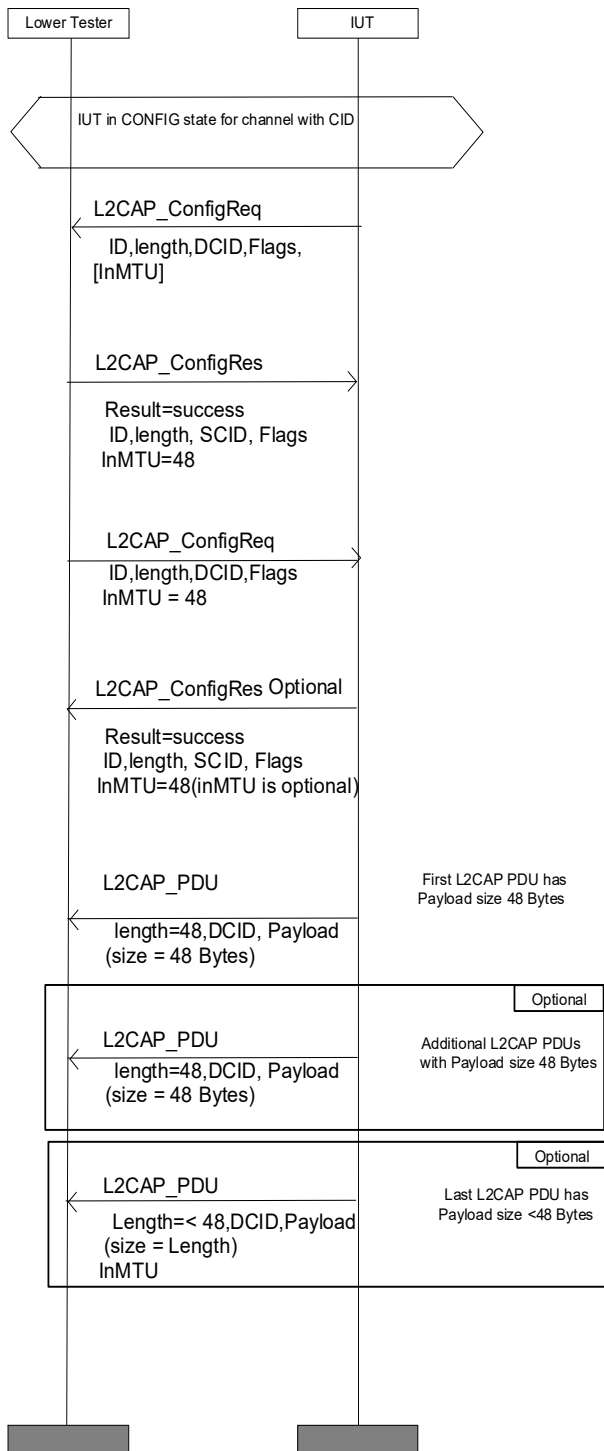 Lower Tester
IUT
IUT in CONFIG state for channel with CID
L2CAP_ConfigReq
ID,length,DCID,Flags,
[InMTU]
L2CAP_ConfigRes
Result=success
ID,length, SCID, Flags
InMTU=48
L2CAP_ConfigReq
ID,length,DCID,Flags
InMTU = 48
L2CAP_ConfigRes Optional
Result=success
ID,length, SCID, Flags
InMTU=48(inMTU is optional)
L2CAP_PDU
length=48,DCID, Payload
(size = 48 Bytes)
First L2CAP PDU has
Payload size 48 Bytes
Optional
L2CAP_PDU
length=48,DCID, Payload
(size = 48 Bytes)
Additional L2CAP PDUs
with Payload size 48 Bytes
Optional
L2CAP_PDU
Length=< 48,DCID,Payload
(size = Length)
InMTU
Last L2CAP PDU has
Payload size <48 Bytes